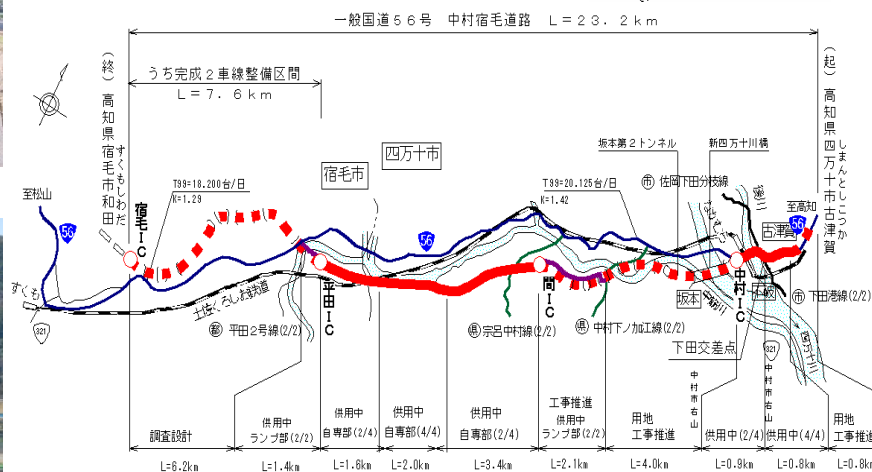 一般国道56号 中村宿毛道路 L=23.2km
うち完成2車線整備区間
L=7.6km
(終)高知県宿毛市和田
すくもしわだ
(起)高知県四万十市古津賀
しまんとしこつか
宿毛市
四万十市
坂本第2トンネル
新四万十川橋
至松山
56
宿毛IC
T99=18.200台/日
K=1.29
T99=20.125台/日
K=1.42
市 佐岡下田分枝線
至高知
56
古津賀
56
すくも
321
土佐くろしお鉄道
都 平田2号線(2/2)
平田IC
県 宗呂中村線(2/2)
間IC
県 中村下ノ加江線(2/2)
坂本
中村IC
下田交差点
321
四万十川
市 下田港線(2/2)
中村市右山
中村市右山
調査設計
供用中
ランプ部(2/2)
供用中
自専部(2/4)
供用中
自専部(4/4)
供用中
自専部(2/4)
工事推進
供用中
ランプ部(2/2)
用地
工事推進
供用中(2/4)
供用中(4/4)
用地
工事推進
L=6.2km
L=1.4km
L=1.6km
L=2.0km
L=3.4km
L=2.1km
L=4.0km
L=0.9km
L=0.8km
L=0.8km